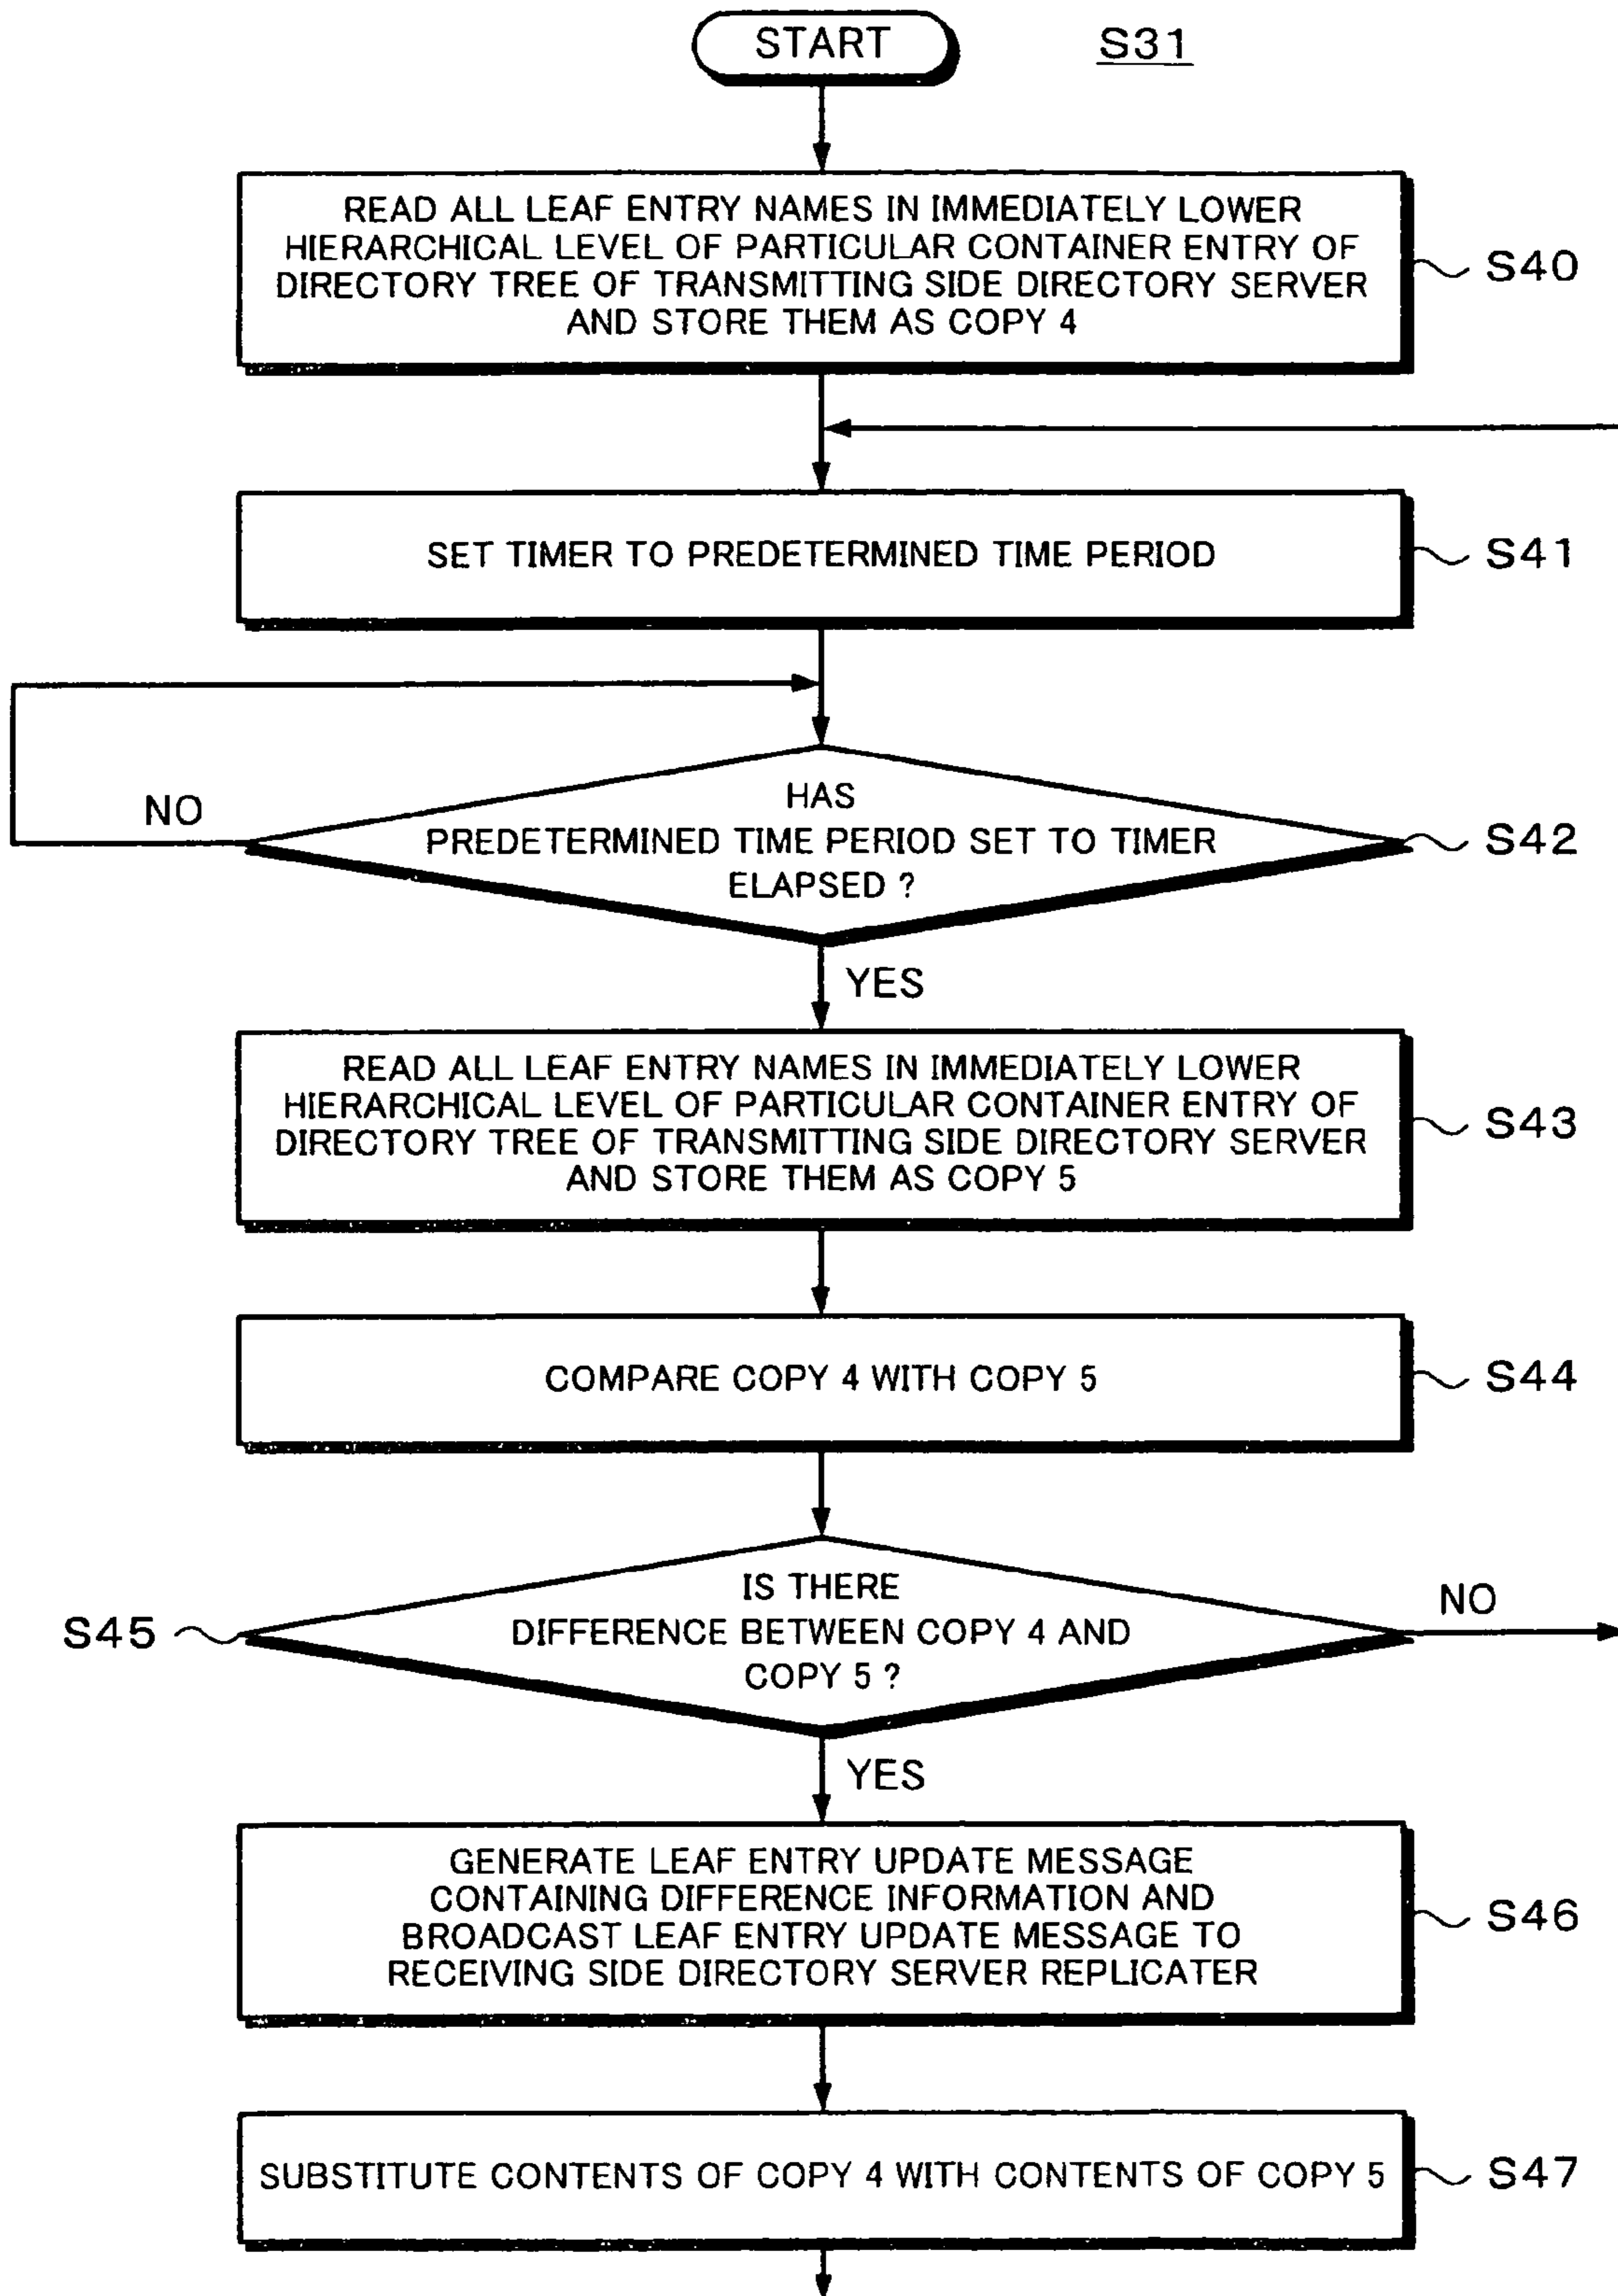 START
S31
READ ALL LEAF ENTRY NAMES IN IMMEDIATELY LOWER
HIERARCHICAL LEVEL OF PARTICULAR CONTAINER ENTRY OF
DIRECTORY TREE OF TRANSMITTING SIDE DIRECTORY SERVER
AND STORE THEM AS COPY 4
S40
SET TIMER TO PREDETERMINED TIME PERIOD
S41
NO
HAS
PREDETERMINED TIME PERIOD SET TO TIMER
ELAPSED ?
S42
YES
READ ALL LEAF ENTRY NAMES IN IMMEDIATELY LOWER
HIERARCHICAL LEVEL OF PARTICULAR CONTAINER ENTRY OF
DIRECTORY TREE OF TRANSMITTING SIDE DIRECTORY SERVER
AND STORE THEM AS COPY 5
S43
COMPARE COPY 4 WITH COPY 5
S44
S45
IS THERE
DIFFERENCE BETWEEN COPY 4 AND
COPY 5 ?
NO
YES
GENERATE LEAF ENTRY UPDATE MESSAGE
CONTAINING DIFFERENCE INFORMATION AND
BROADCAST LEAF ENTRY UPDATE MESSAGE TO
RECEIVING SIDE DIRECTORY SERVER REPLICATER
S46
SUBSTITUTE CONTENTS OF COPY 4 WITH CONTENTS OF COPY 5
S47